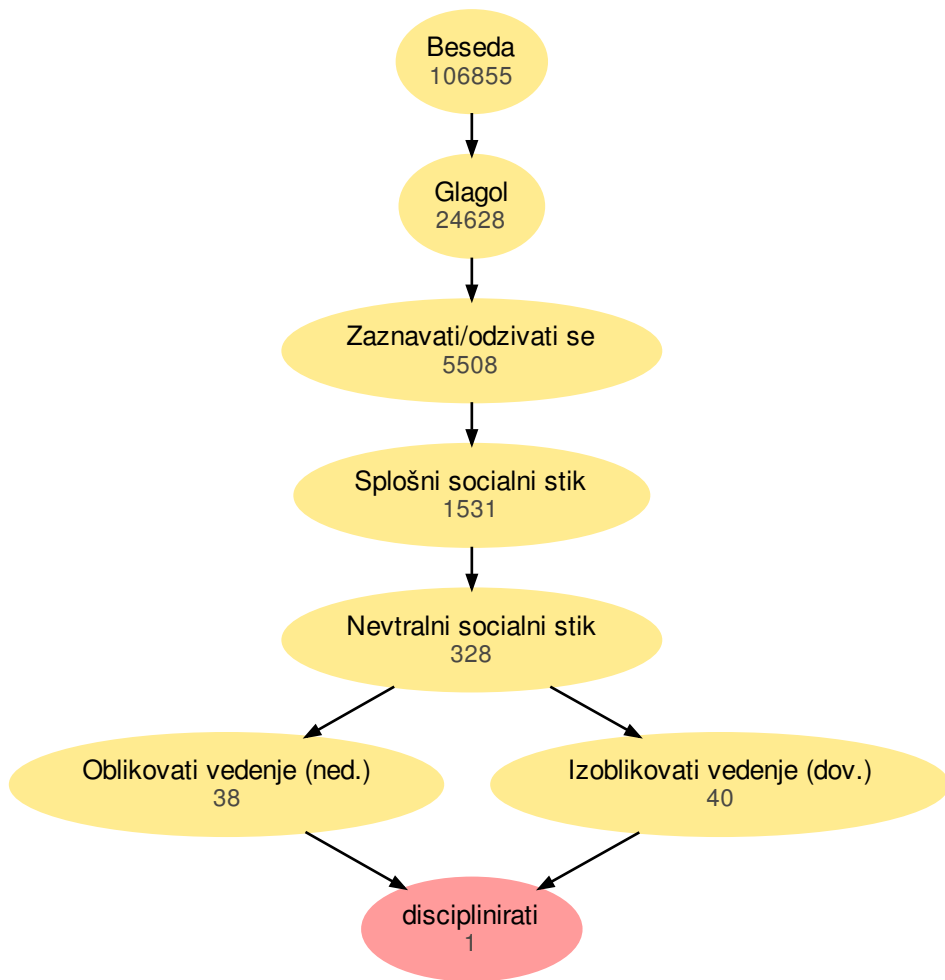 Beseda
106855
Glagol
24628
Zaznavati/odzivati se
5508
Splošni socialni stik
1531
Nevtralni socialni stik
328
Oblikovati vedenje (ned.)
38
Izoblikovati vedenje (dov.)
40
disciplinirati
1